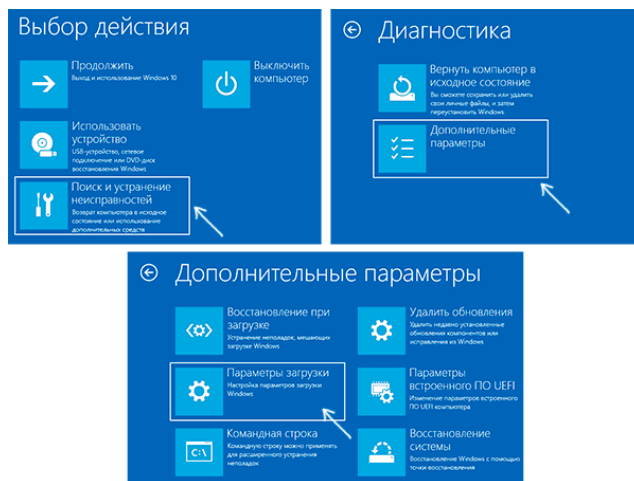 Выбор действия
Продолжить
Выход и использование Windows 10
Выключить
компьютер
Использовать
устройство
USB-устройство, сетевое
подключение или DVD-диск
восстановления Windows
Поиск и устранение
неисправностей
Возврат компьютера в исходное
состояние или использование
дополнительных средств
Диагностика
Вернуть компьютер в
исходное состояние
Вы сможете сохранить или удалить
свои личные файлы, и затем
переустановить Windows.
Дополнительные
параметры
Дополнительные параметры
Восстановление при
загрузке
Устранение неполадок, мешающих
загрузке Windows
Удалить обновления
Удалить недавно установленные
обновления компонентов или
исправления из Windows
Параметры загрузки
Настройка параметров загрузки
Windows
Параметры
встроенного ПО UEFI
Изменение параметров встроенного
ПО UEFI компьютера
C:\
Командная строка
Командную строку можно применять
для расширенного устранения
неполадок
Восстановление
системы
Восстановление Windows с помощью
точки восстановления